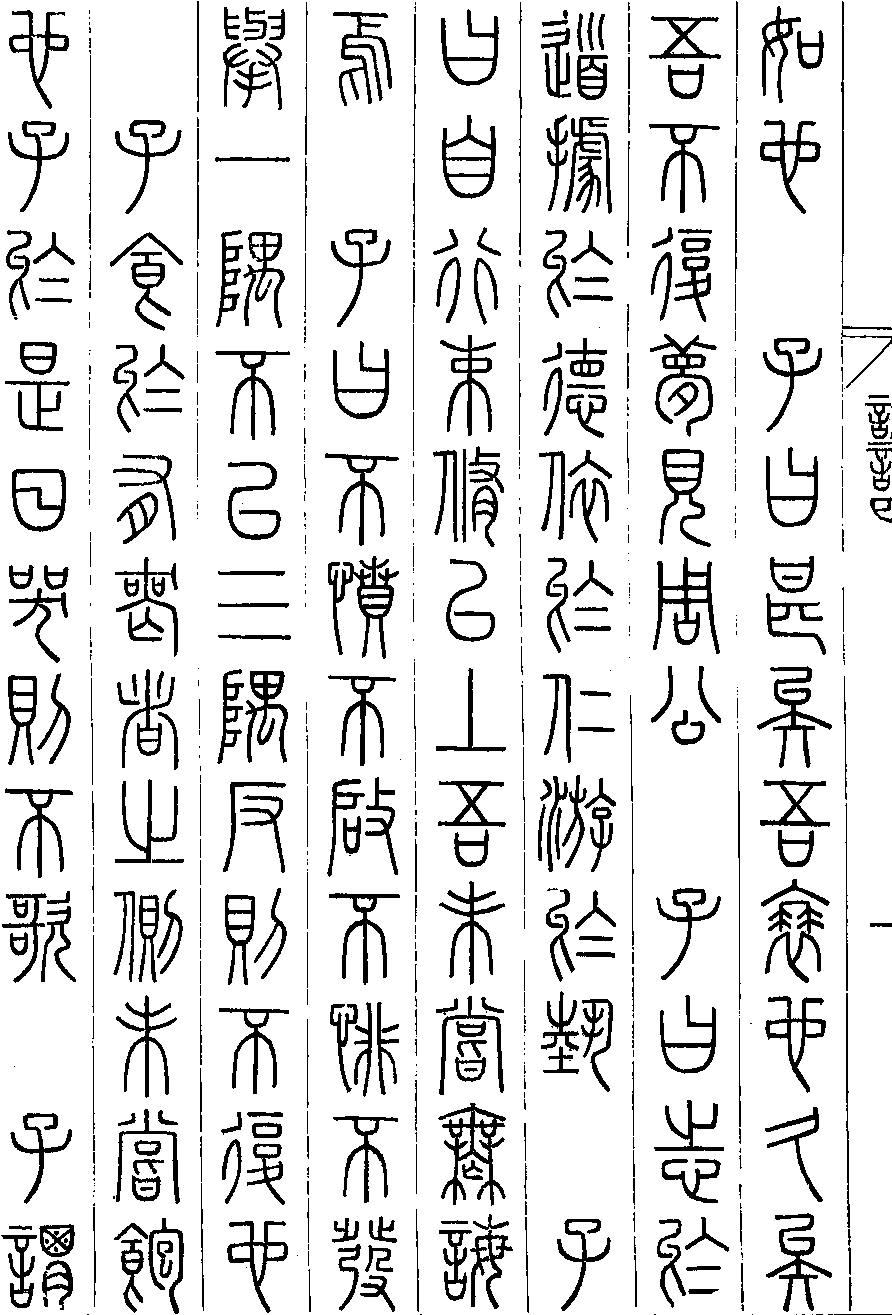 如也 子曰甚矣吾衰也久矣
吾不復夢見周公 子曰志於
道據於德依於仁游於埶 子
曰自行束脩以上吾未嘗無誨
焉 子曰不憤不啟不悱不發
舉一隅不以三隅反則不復也
子食於有喪者之側未嘗飽
也子於是日哭則不歌 子謂